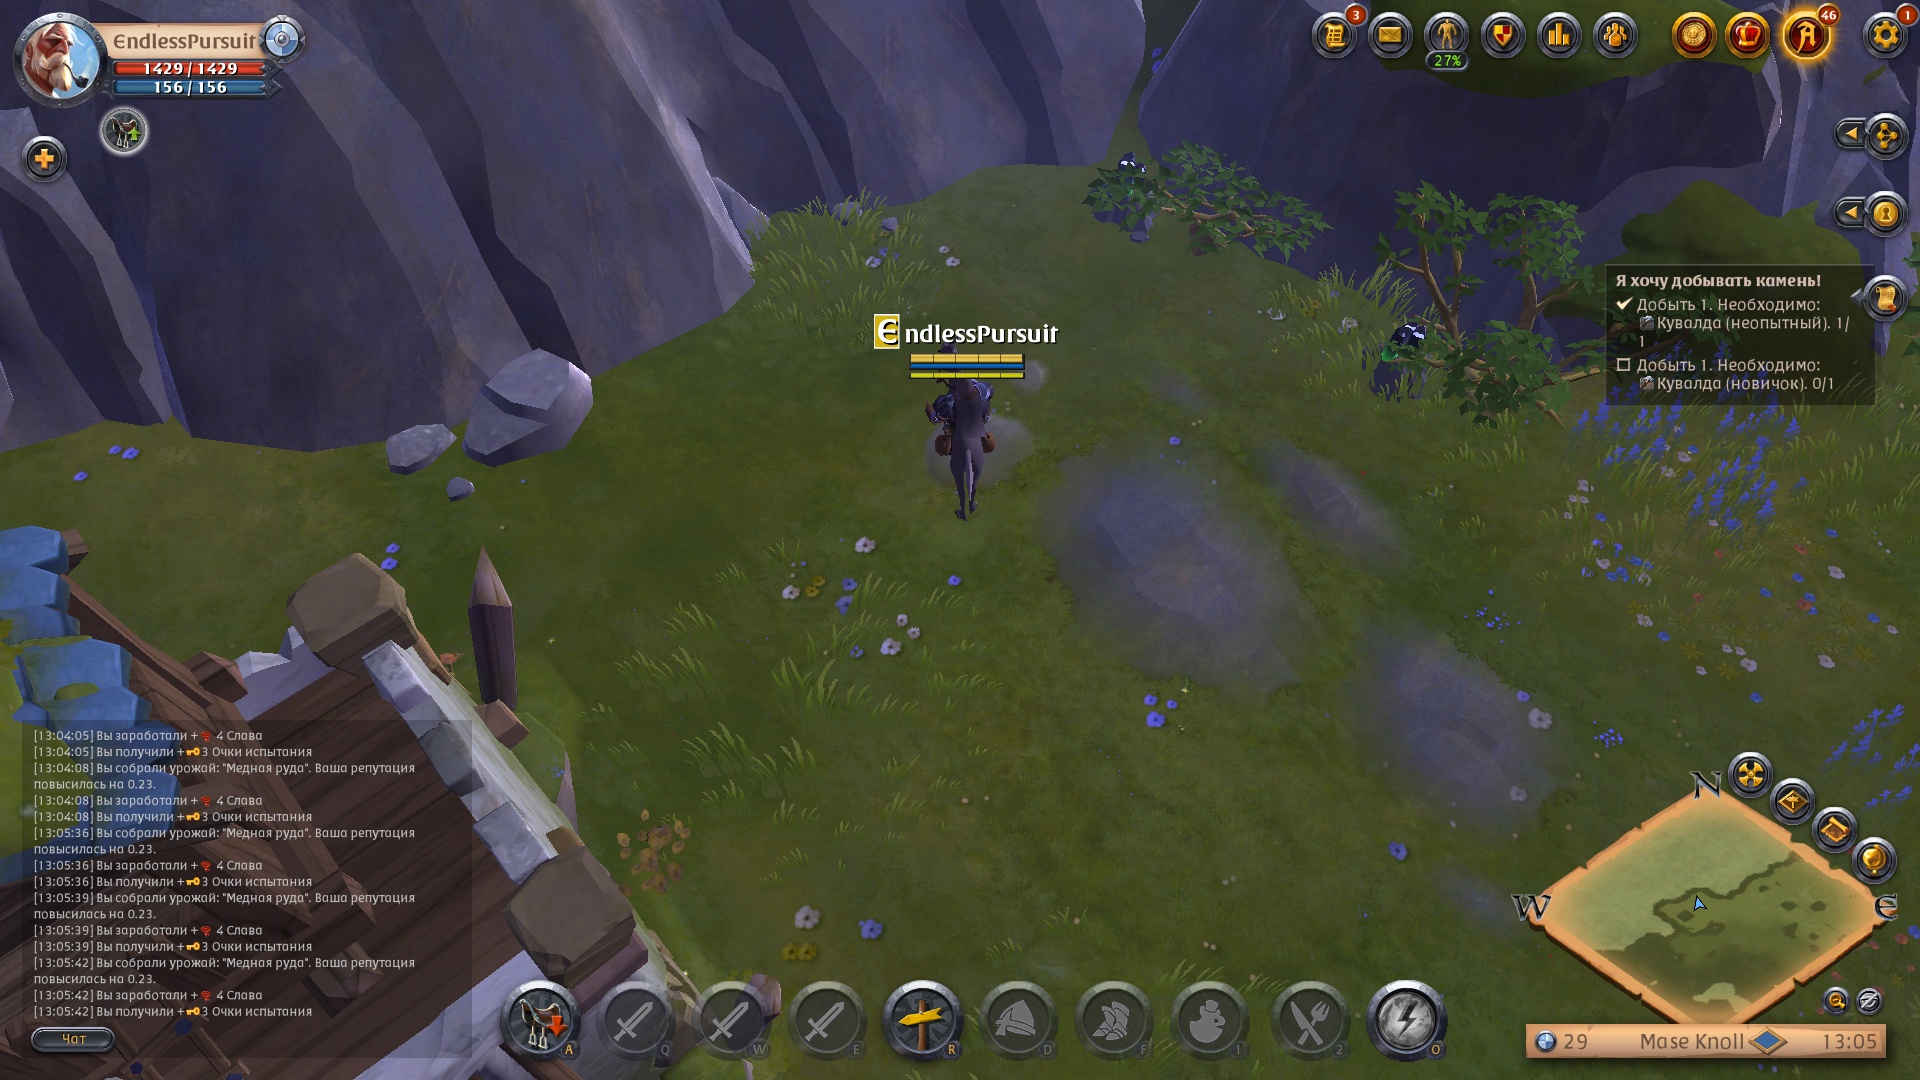 EndlessPursuit
1429/1429
156/156
3
27%
46
1
Я хочу добывать камень!
Добыть 1. Необходимо:
Кувалда (неопытный). 1/
1
Добыть 1. Необходимо:
Кувалда (новичок). 0/1
EndlessPursuit
[13:04:05] Вы заработали + 4 Слава
[13:04:05] Вы получили + 3 Очки испытания
[13:04:08] Вы собрали урожай: "Медная руда". Ваша репутация
повысилась на 0.23.
[13:04:08] Вы заработали + 4 Слава
[13:04:08] Вы получили + 3 Очки испытания
[13:05:36] Вы собрали урожай: "Медная руда". Ваша репутация
повысилась на 0.23.
[13:05:36] Вы заработали + 4 Слава
[13:05:36] Вы получили + 3 Очки испытания
[13:05:39] Вы собрали урожай: "Медная руда". Ваша репутация
повысилась на 0.23.
[13:05:39] Вы заработали + 4 Слава
[13:05:39] Вы получили + 3 Очки испытания
[13:05:42] Вы собрали урожай: "Медная руда". Ваша репутация
повысилась на 0.23.
[13:05:42] Вы заработали + 4 Слава
[13:05:42] Вы получили + 3 Очки испытания
Чат
A Q W E R D F 1 2 O
N
W E
29 Mase Knoll 13:05